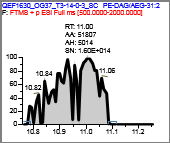 QEF1630_OG37_T3-14-0-3_SC PE-DAG/AEG-31:2
F: FTMS + p ESI Full ms [500.0000-2000.0000]
RT: 11.00
AA: 51807
AH: 5014
SN: 1.60E+014
100
80
60
40
20
0
10.82
10.84
11.05
10.8 10.9 11.0 11.1 11.2